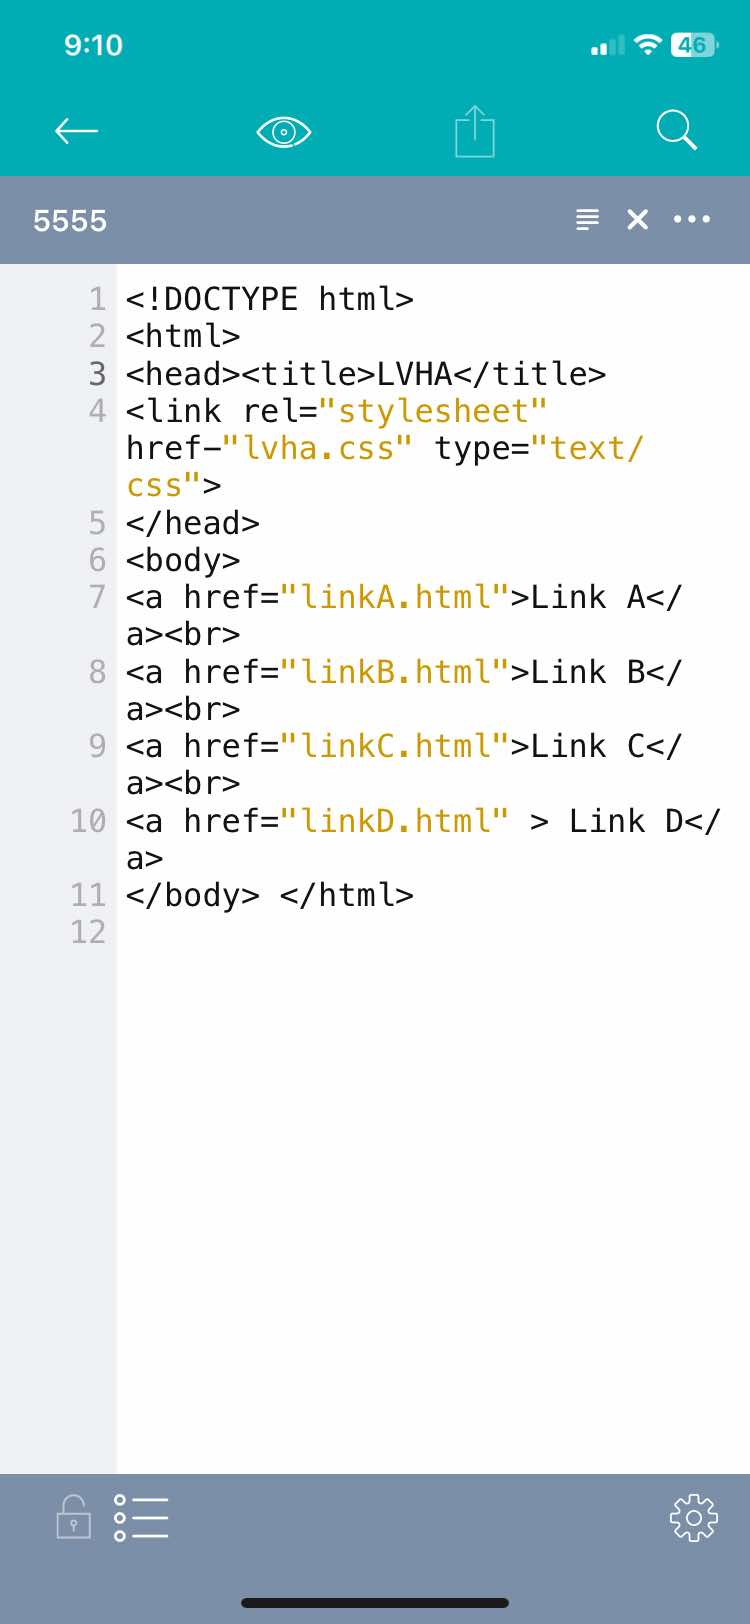 9:10
46
5555
1 <!DOCTYPE html>
2 <html>
3 <head><title>LVHA</title>
4 <link rel="stylesheet"
href-"lvha.css" type="text/
css">
5 </head>
6 <body>
7 <a href="linkA.html">Link A</
a><br>
8 <a href="linkB.html">Link B</
a><br>
9 <a href="linkC.html">Link C</
a><br>
10 <a href="linkD.html" > Link D</
a>
11 </body> </html>
12